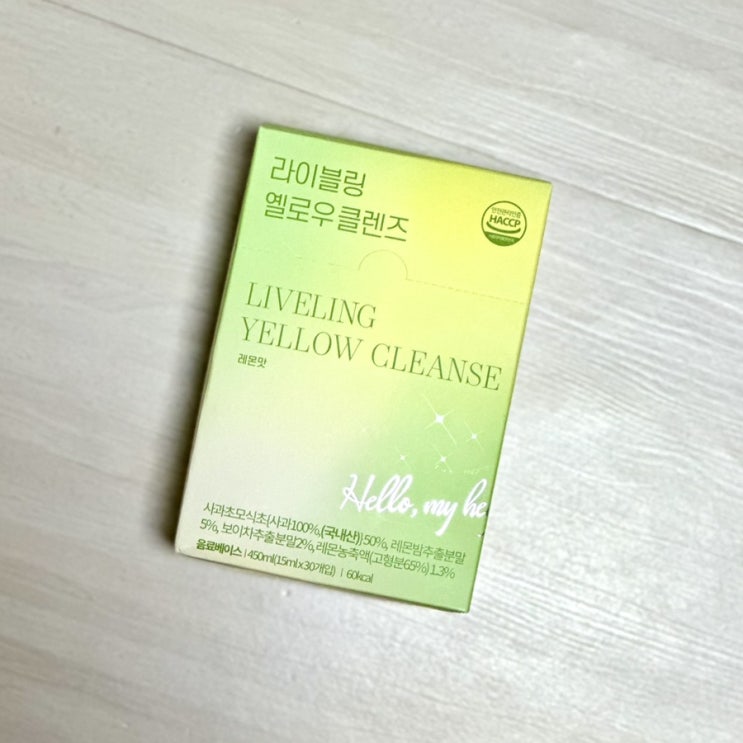 라이블링
옐로우 클렌즈
HACCP
LIVELING
YELLOW CLEANSE
레몬맛
Hello, my he
사과초모식초{사과100%,(국내산)}50%, 레몬밤추출분말
5%, 보이차추출분말2%, 레몬농축액(고형분65%) 1.3%
음료베이스 | 450ml(15ml x 30개입) | 60kcal